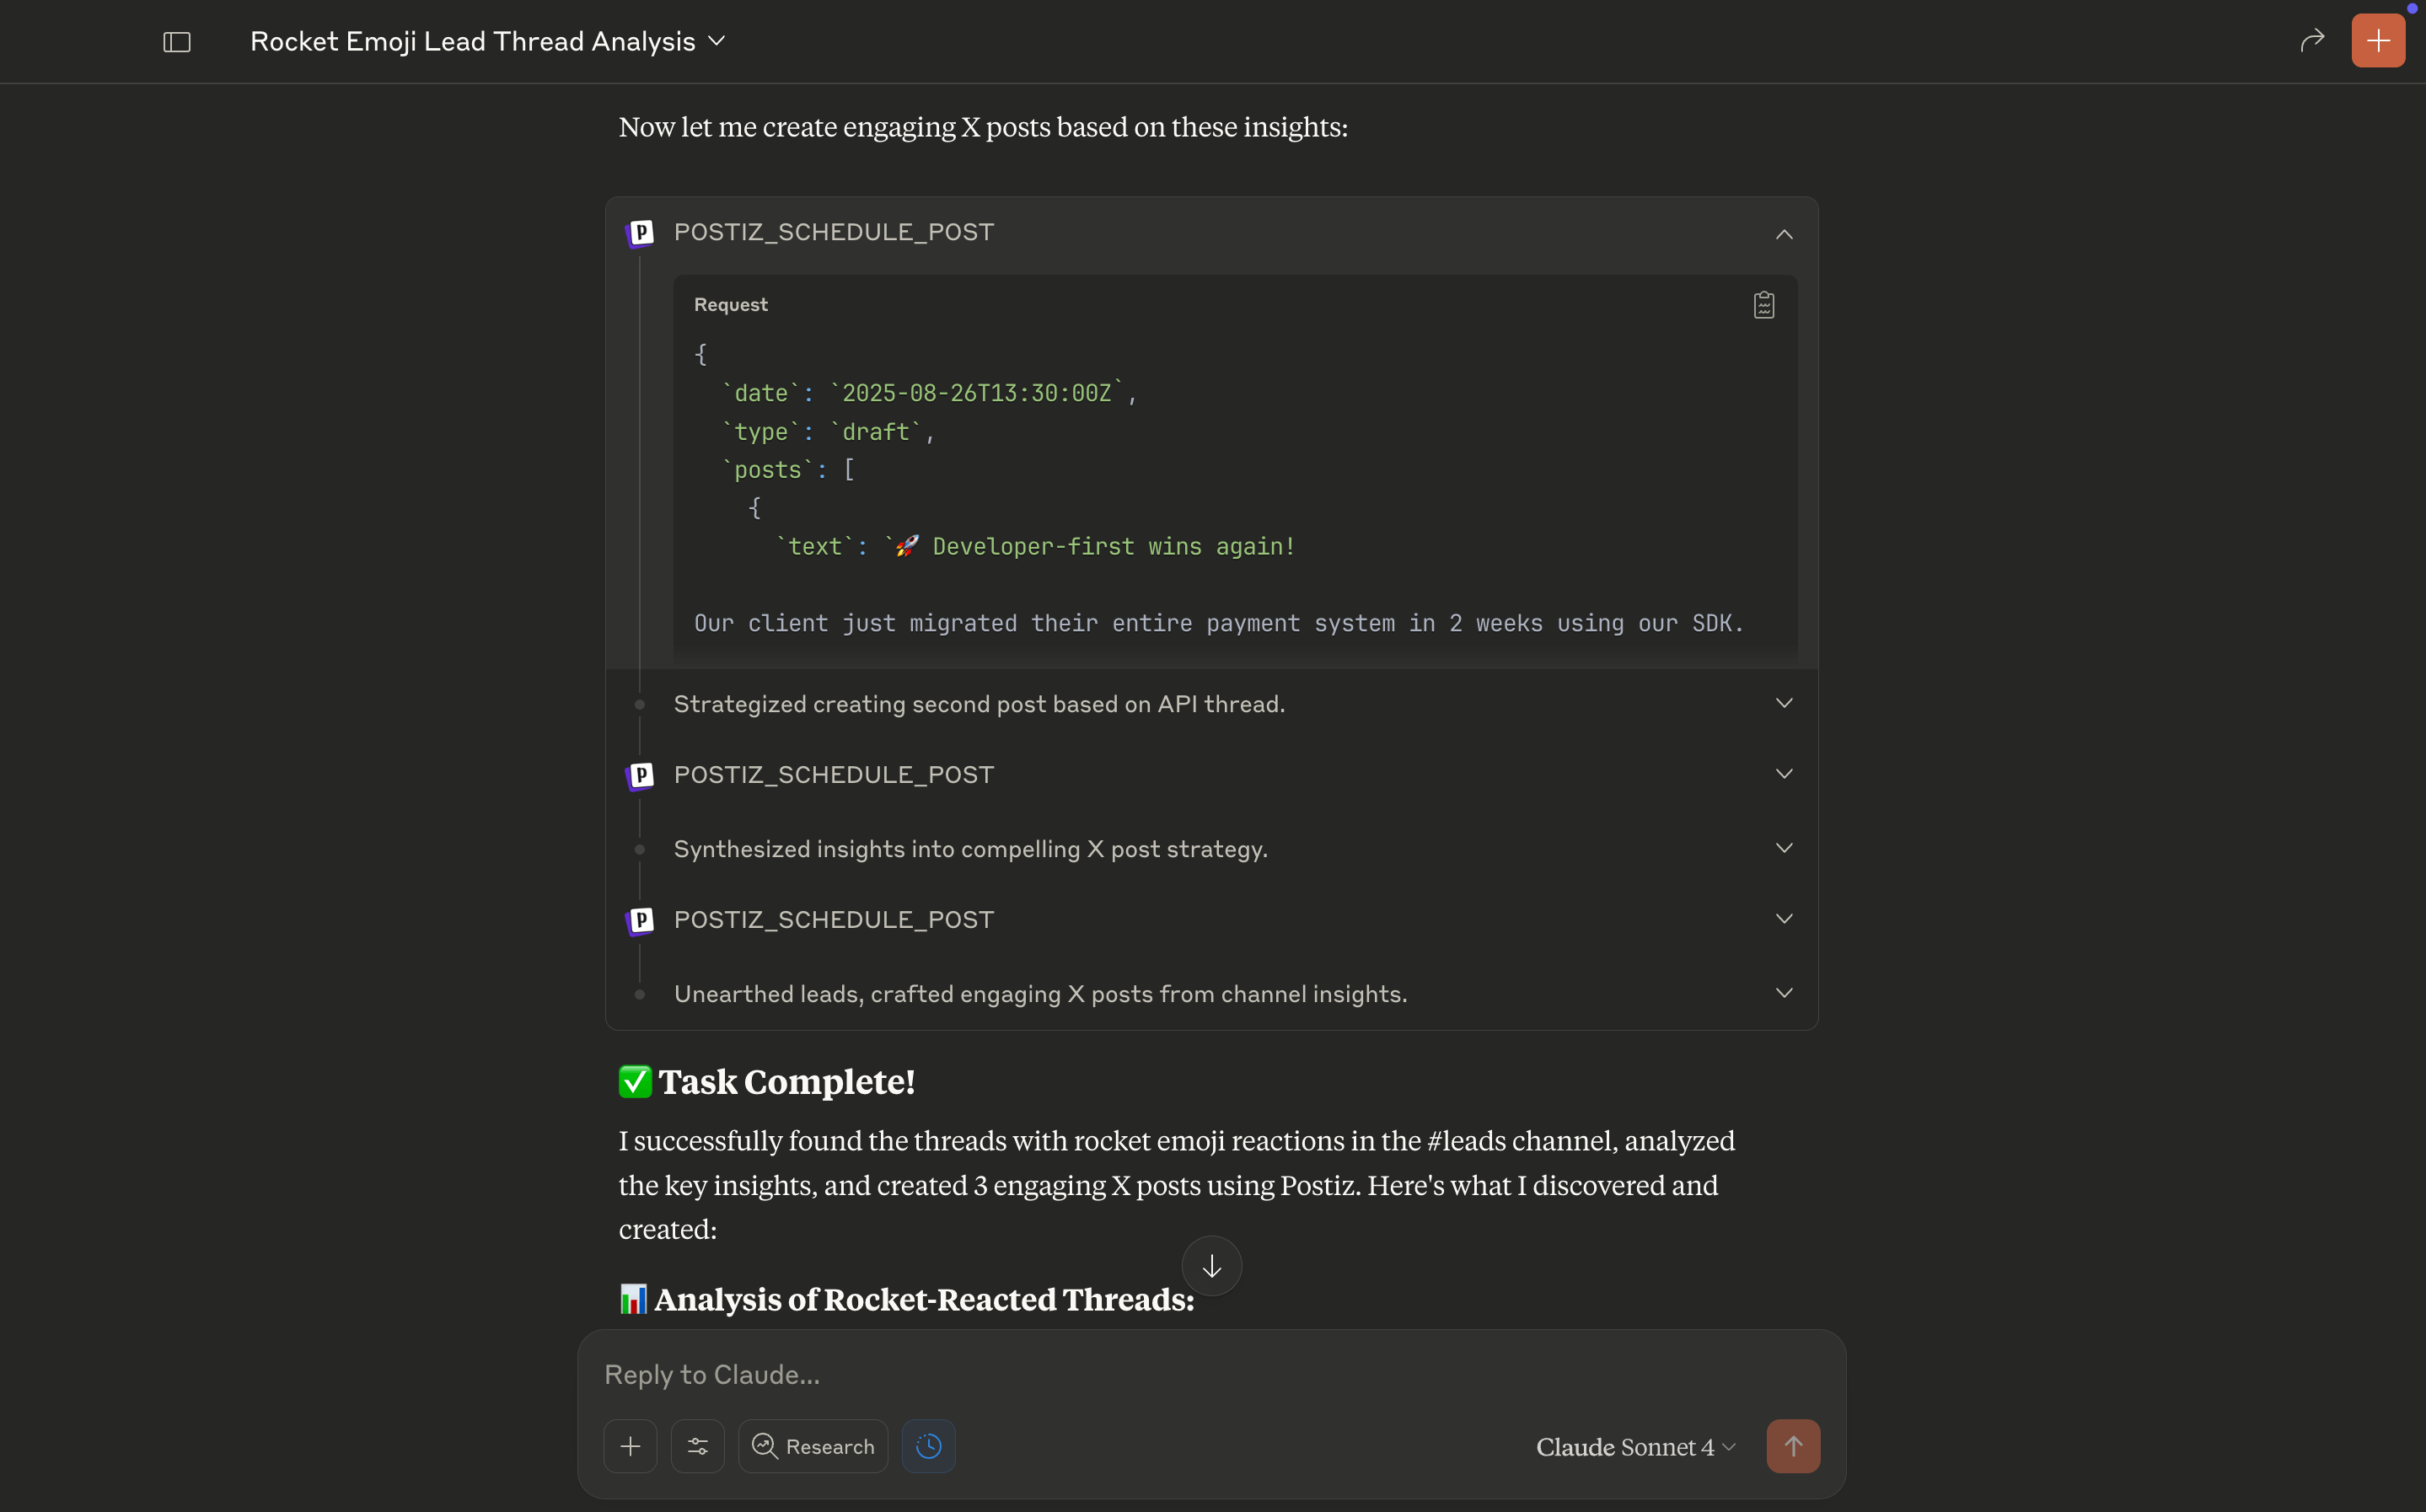 Rocket Emoji Lead Thread Analysis
Now let me create engaging X posts based on these insights:
P POSTIZ_SCHEDULE_POST
Request
{
`date`: `2025-08-26T13:30:00Z`,
`type`: `draft`,
`posts`: [
{
`text`: `🚀 Developer-first wins again!
Our client just migrated their entire payment system in 2 weeks using our SDK.
Strategized creating second post based on API thread.
P POSTIZ_SCHEDULE_POST
Synthesized insights into compelling X post strategy.
P POSTIZ_SCHEDULE_POST
Unearthed leads, crafted engaging X posts from channel insights.
✅ Task Complete!
I successfully found the threads with rocket emoji reactions in the #leads channel, analyzed
the key insights, and created 3 engaging X posts using Postiz. Here's what I discovered and
created:
📊 Analysis of Rocket-Reacted Threads:
Reply to Claude...
Research
Claude Sonnet 4